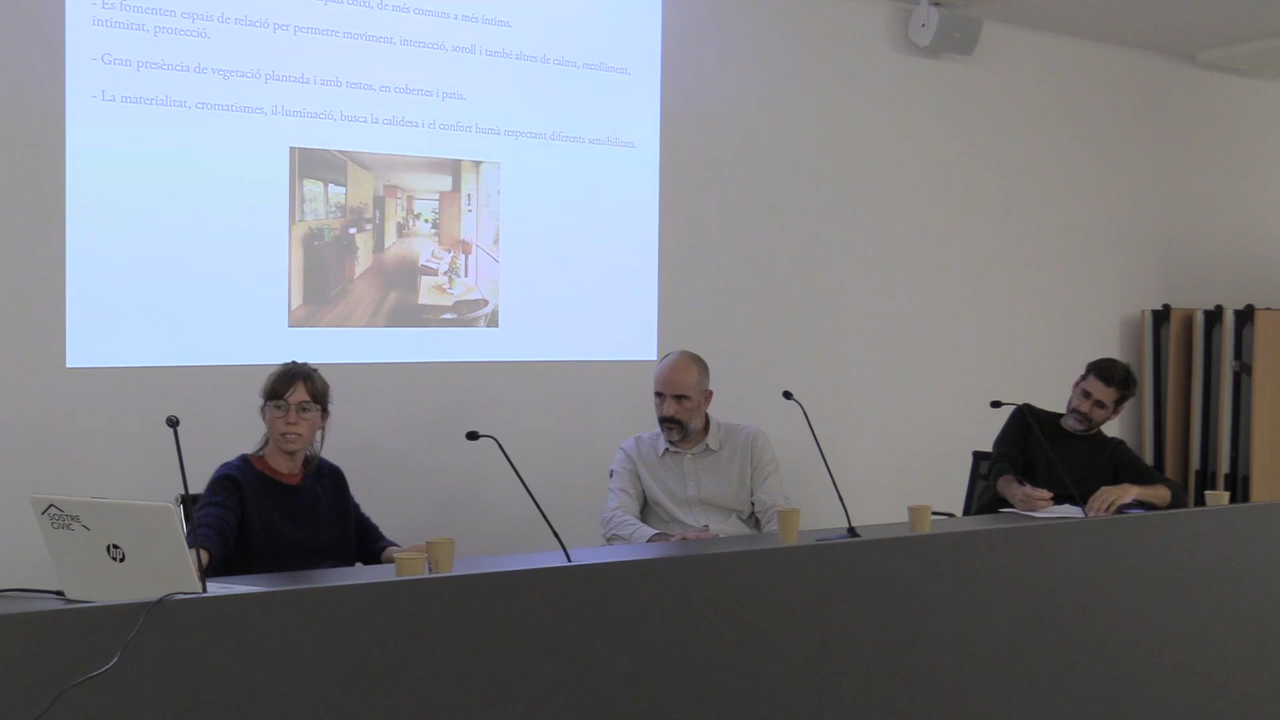 coixí, de més comuns a més íntims.
- Es fomenten espais de relació per permetre moviment, interacció, soroll i també altres de calma, recolliment,
intimitat, protecció.
- Gran presència de vegetació plantada i amb testos, en cobertes i patis.
- La materialitat, cromatismes, il·luminació, busca la calidesa i el confort humà respectant diferents sensibilitats.
SOSTRE
CÍVIC
hp